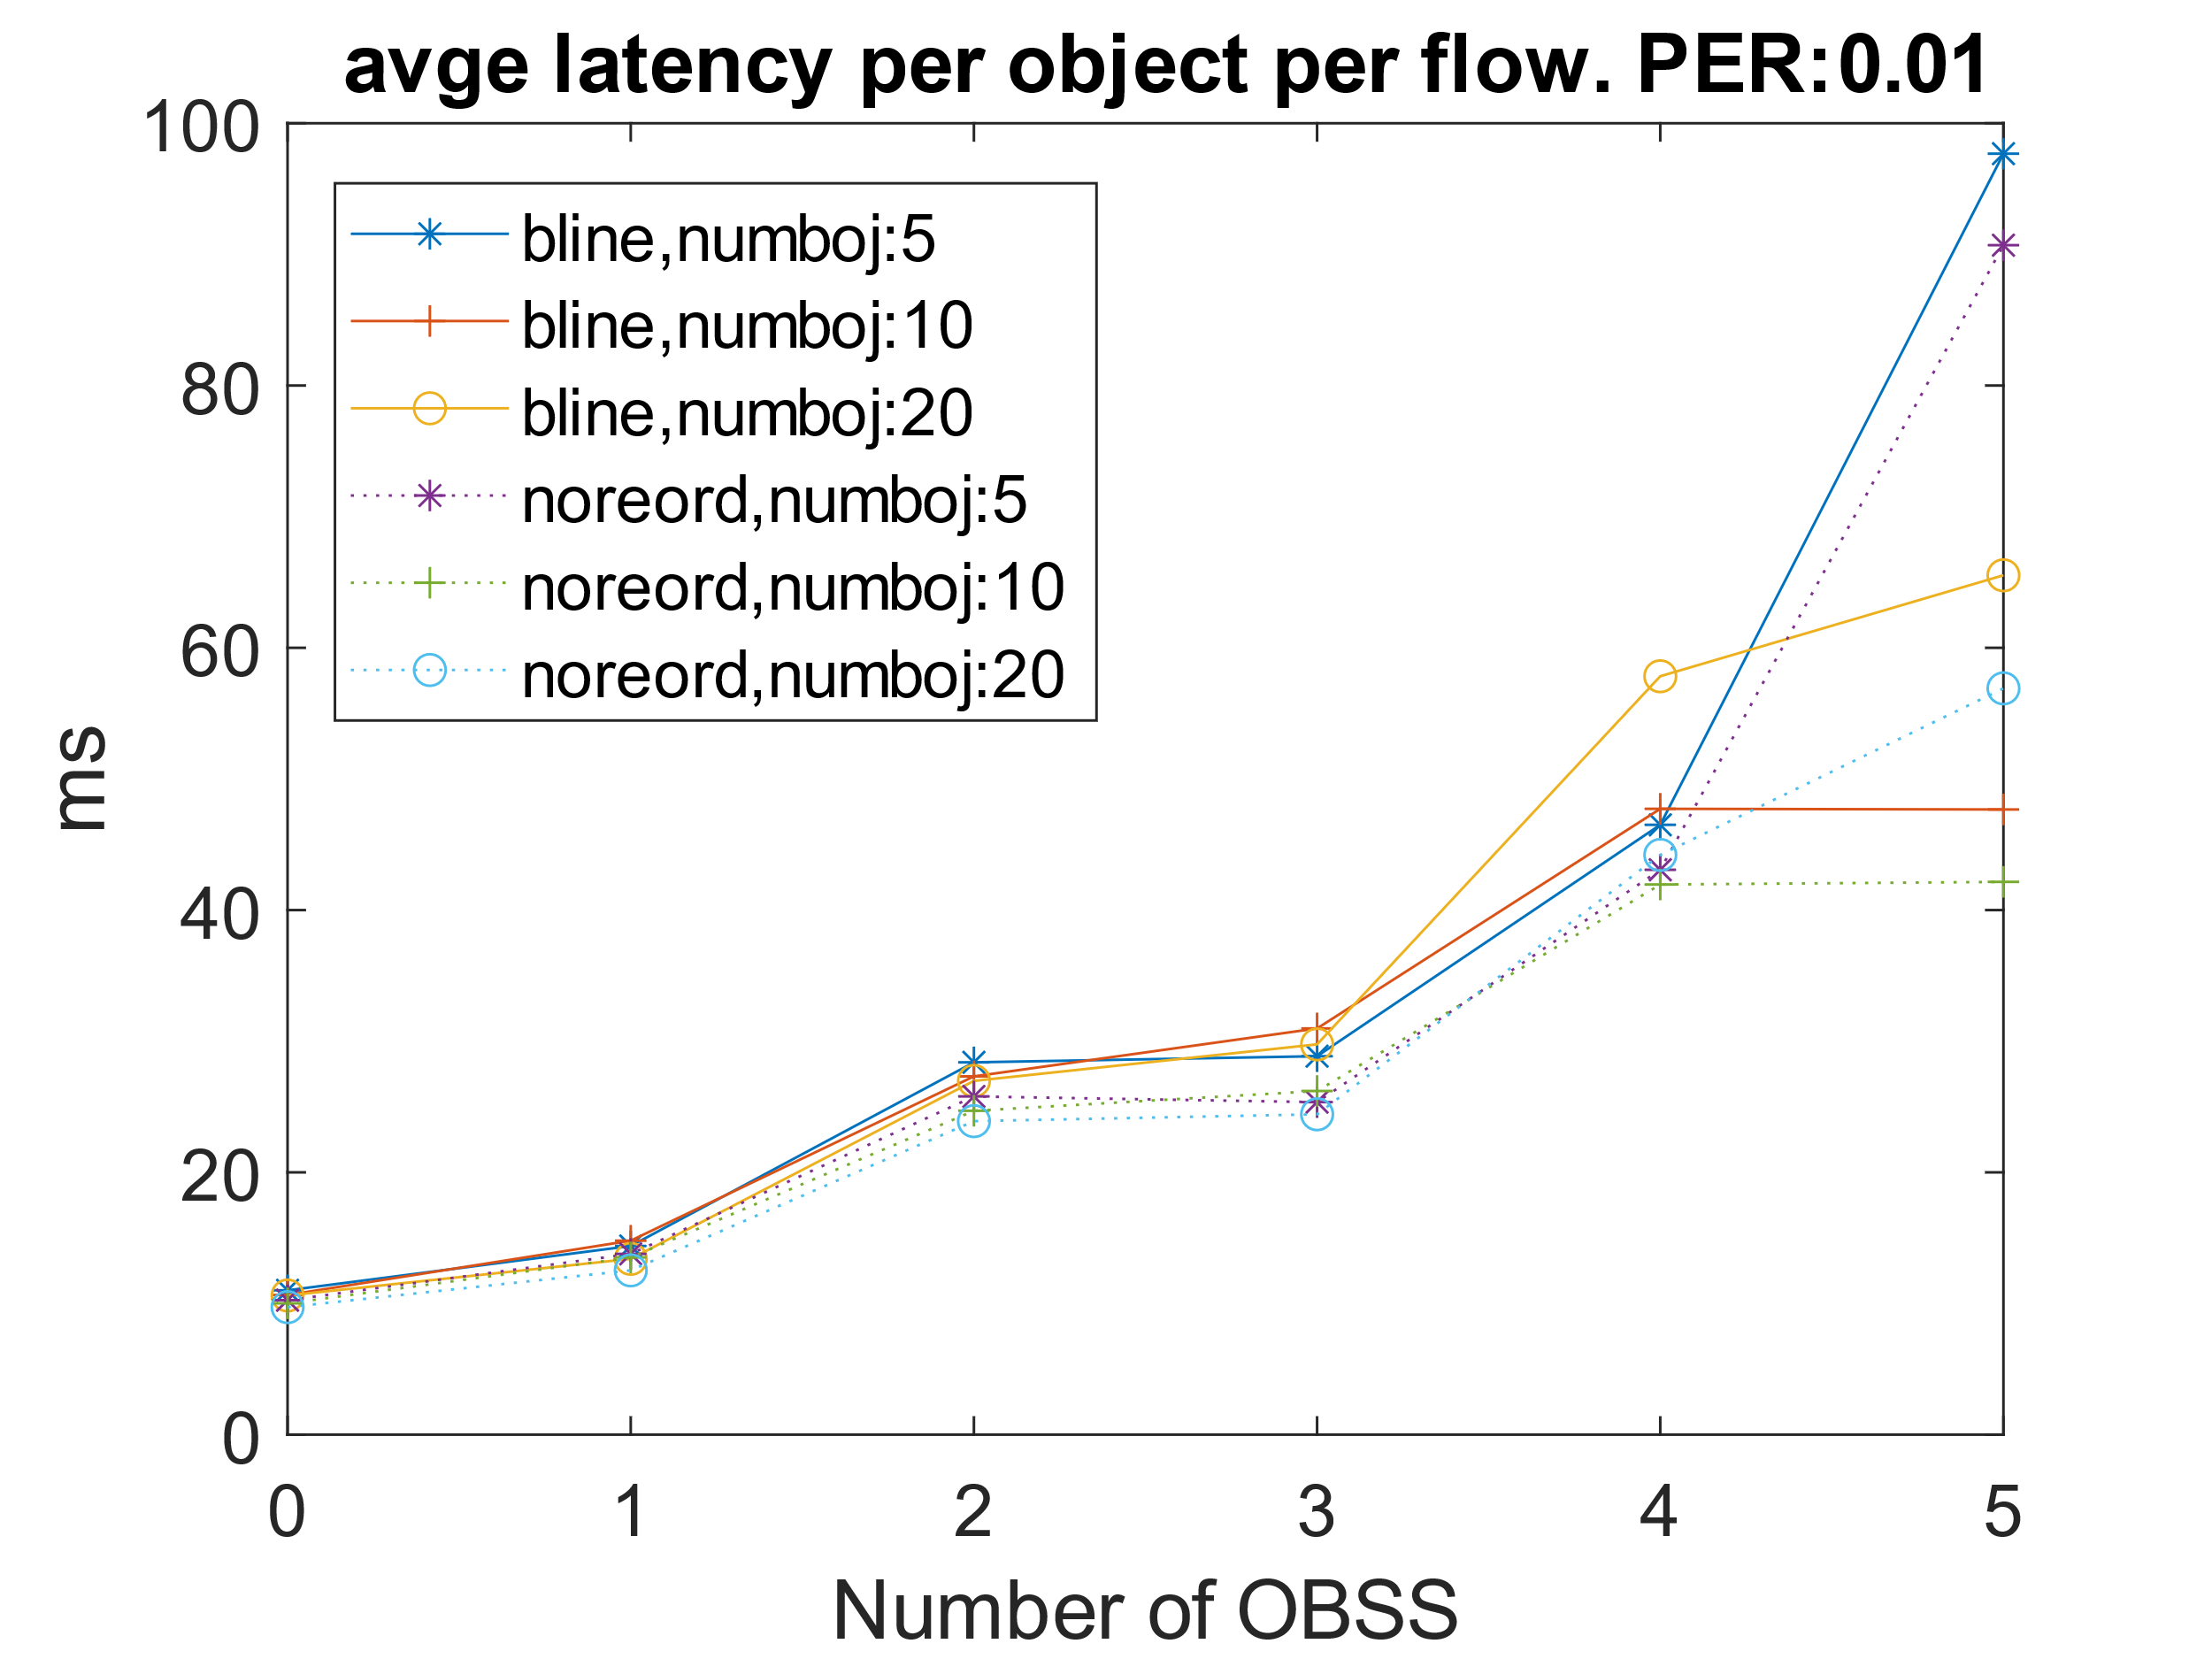 avge latency per object per flow. PER:0.01
100
80
60
40
20
0
ms
bline,numboj:5
bline,numboj:10
bline,numboj:20
noreord,numboj:5
noreord,numboj:10
noreord,numboj:20
0 1 2 3 4 5
Number of OBSS